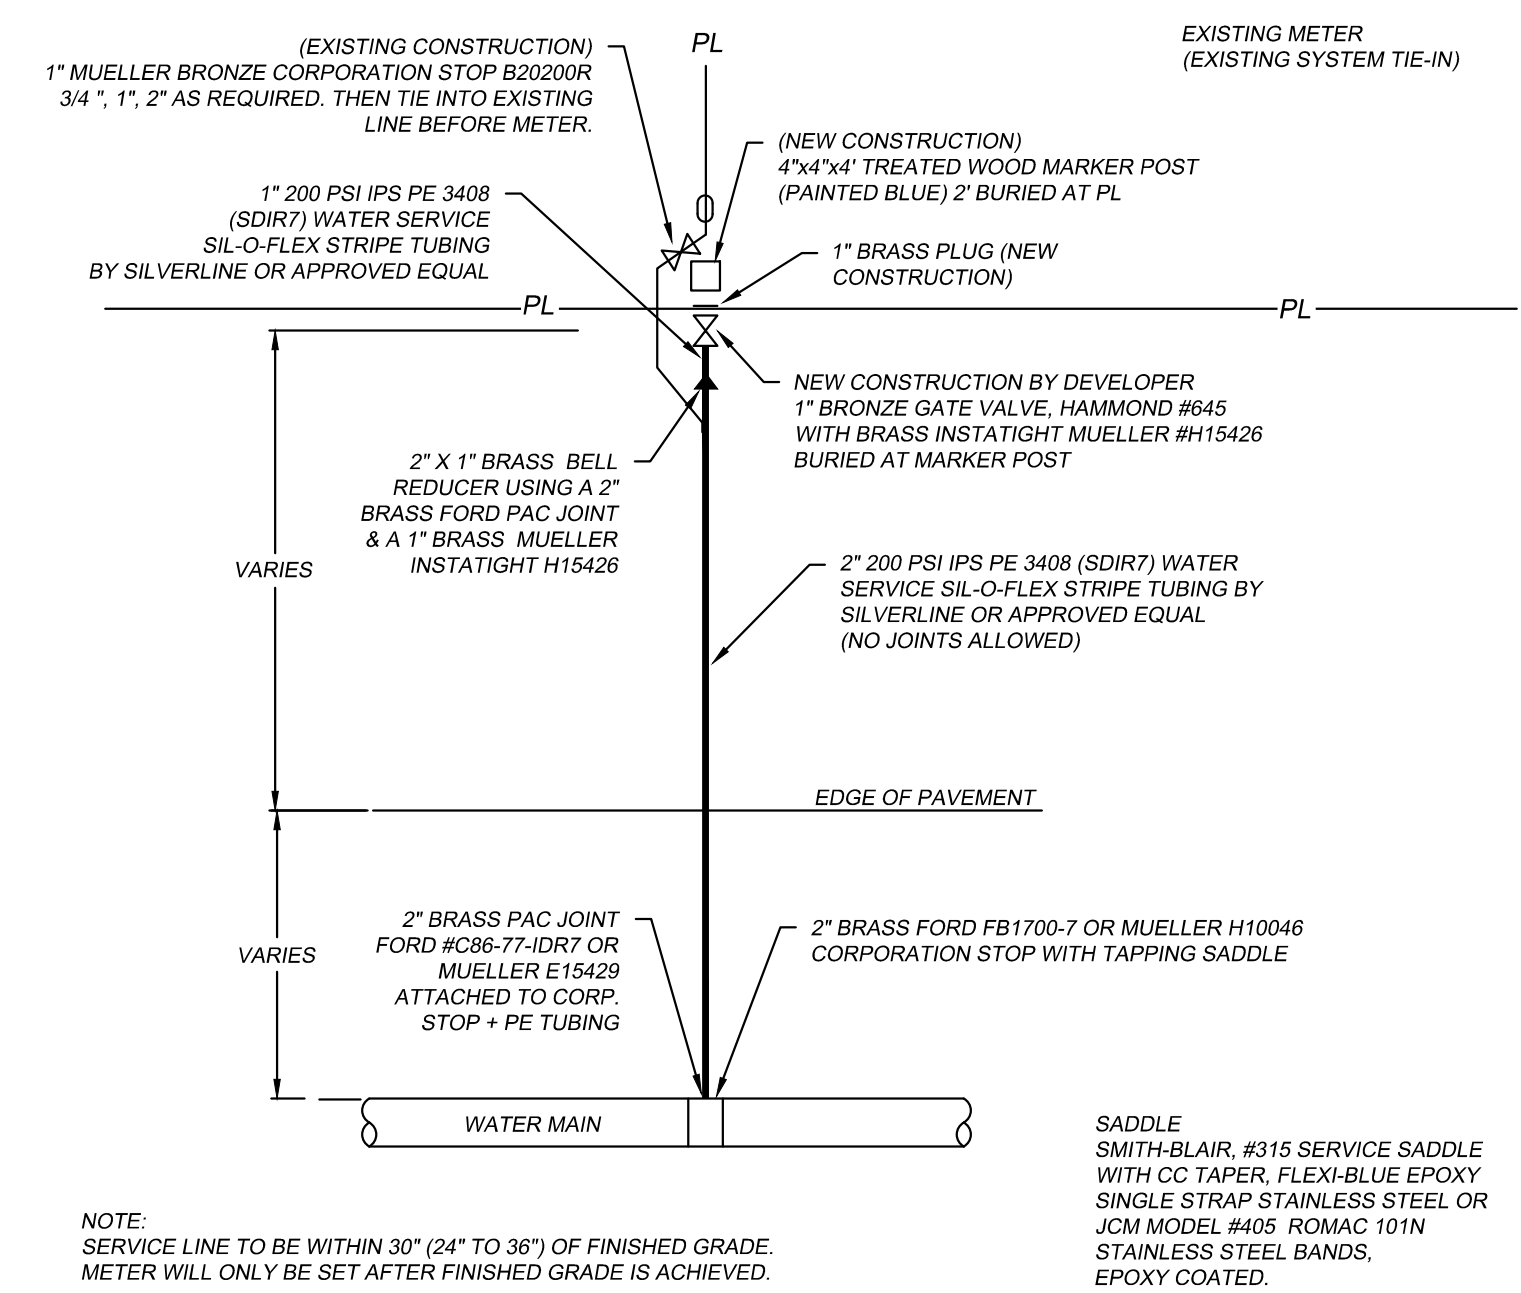 (EXISTING CONSTRUCTION)
1" MUELLER BRONZE CORPORATION STOP B20200R
3/4 ", 1", 2" AS REQUIRED. THEN TIE INTO EXISTING
LINE BEFORE METER.
PL
EXISTING METER
(EXISTING SYSTEM TIE-IN)
(NEW CONSTRUCTION)
4"x4"x4' TREATED WOOD MARKER POST
(PAINTED BLUE) 2' BURIED AT PL
1" 200 PSI IPS PE 3408
(SDIR7) WATER SERVICE
SIL-O-FLEX STRIPE TUBING
BY SILVERLINE OR APPROVED EQUAL
1" BRASS PLUG (NEW
CONSTRUCTION)
PL
PL
NEW CONSTRUCTION BY DEVELOPER
1" BRONZE GATE VALVE, HAMMOND #645
WITH BRASS INSTATIGHT MUELLER #H15426
BURIED AT MARKER POST
2" X 1" BRASS BELL
REDUCER USING A 2"
BRASS FORD PAC JOINT
& A 1" BRASS MUELLER
INSTATIGHT H15426
VARIES
2" 200 PSI IPS PE 3408 (SDIR7) WATER
SERVICE SIL-O-FLEX STRIPE TUBING BY
SILVERLINE OR APPROVED EQUAL
(NO JOINTS ALLOWED)
EDGE OF PAVEMENT
VARIES
2" BRASS PAC JOINT
FORD #C86-77-IDR7 OR
MUELLER E15429
ATTACHED TO CORP.
STOP + PE TUBING
2" BRASS FORD FB1700-7 OR MUELLER H10046
CORPORATION STOP WITH TAPPING SADDLE
WATER MAIN
SADDLE
SMITH-BLAIR, #315 SERVICE SADDLE
WITH CC TAPER, FLEXI-BLUE EPOXY
SINGLE STRAP STAINLESS STEEL OR
JCM MODEL #405 ROMAC 101N
STAINLESS STEEL BANDS,
EPOXY COATED.
NOTE:
SERVICE LINE TO BE WITHIN 30" (24" TO 36") OF FINISHED GRADE.
METER WILL ONLY BE SET AFTER FINISHED GRADE IS ACHIEVED.